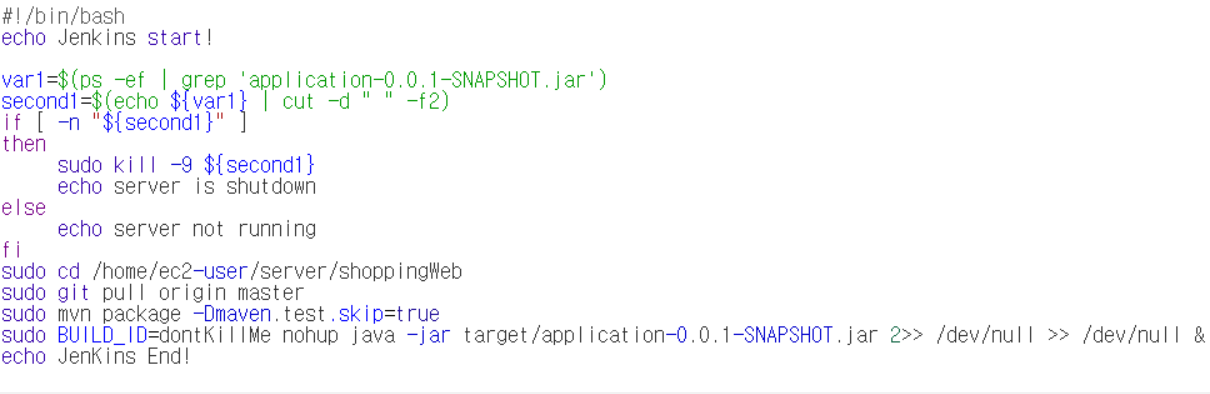 #!/bin/bash
echo Jenkins start!
var1=$(ps -ef | grep 'application-0.0.1-SNAPSHOT.jar')
second1=$(echo ${var1} | cut -d " " -f2)
if [ -n "${second1}" ]
then
sudo kill -9 ${second1}
echo server is shutdown
else
echo server not running
fi
sudo cd /home/ec2-user/server/shoppingWeb
sudo git pull origin master
sudo mvn package -Dmaven.test.skip=true
sudo BUILD_ID=dontKillMe nohup java -jar target/application-0.0.1-SNAPSHOT.jar 2>> /dev/null >> /dev/null &
echo JenKins End!